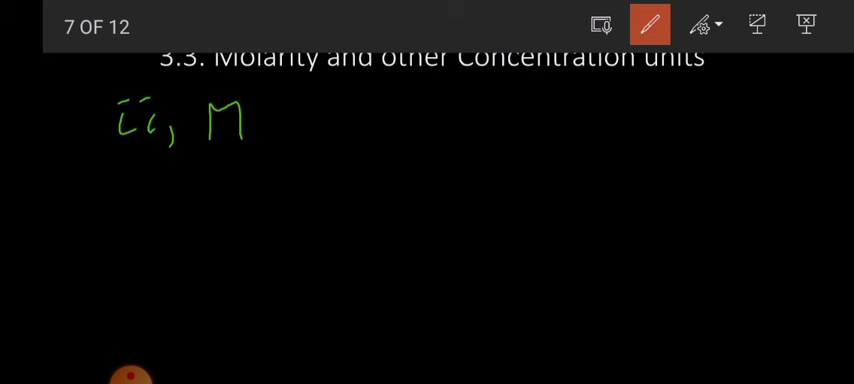 7 OF 12
3.3. Molarity and other Concentration units
ii, M